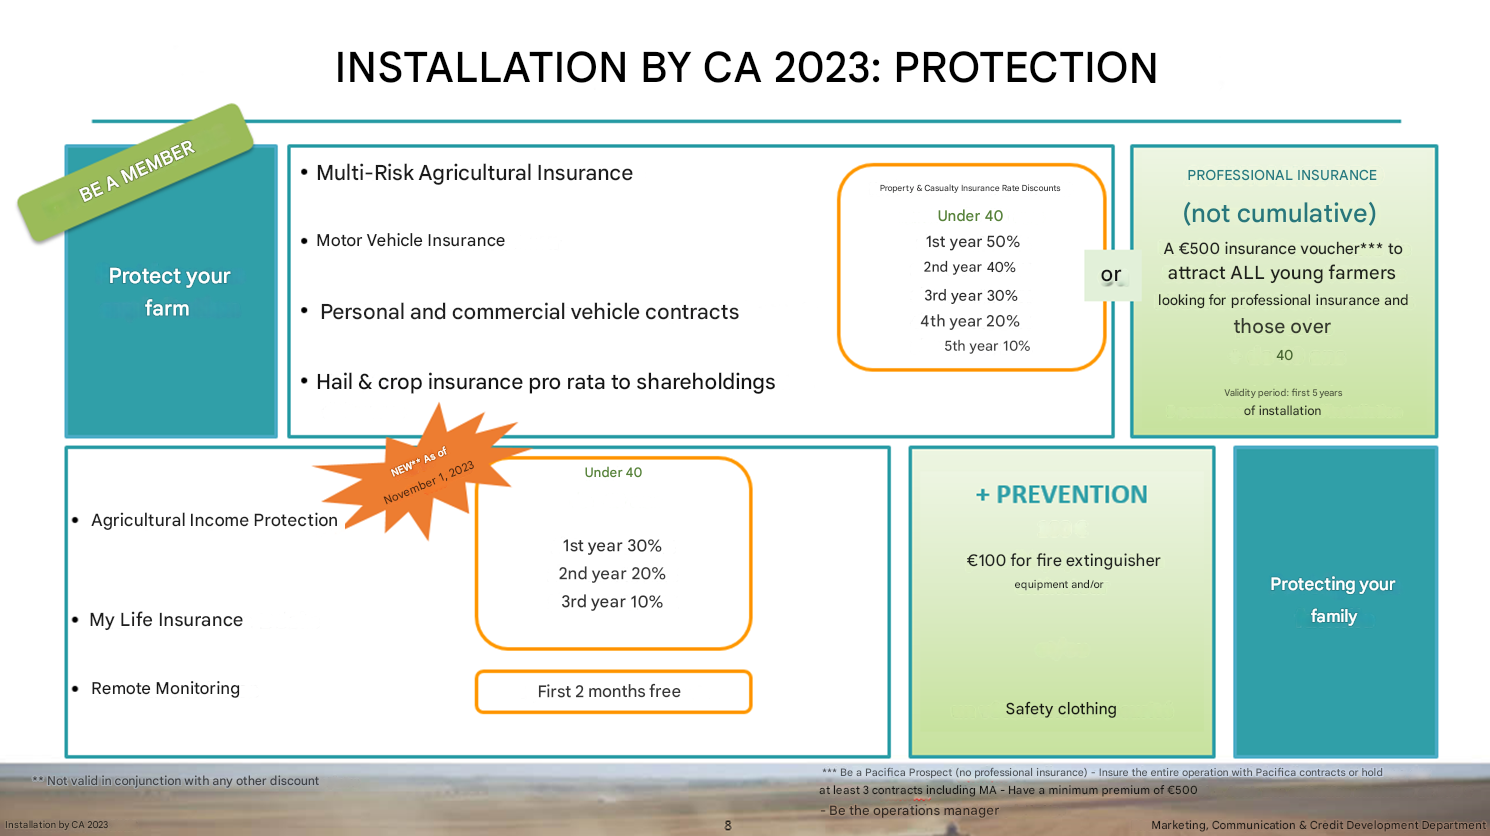 INSTALLATION BY CA 2023: PROTECTION
BE A MEMBER
Protect your
farm
• Multi-Risk Agricultural Insurance
• Motor Vehicle Insurance
• Personal and commercial vehicle contracts
• Hail & crop insurance pro rata to shareholdings
Property & Casualty Insurance Rate Discounts
Under 40
1st year 50%
2nd year 40%
3rd year 30%
4th year 20%
5th year 10%
or
PROFESSIONAL INSURANCE
(not cumulative)
A €500 insurance voucher*** to
attract ALL young farmers
looking for professional insurance and
those over
40
Validity period: first 5 years
of installation
NEW** As of
November 1, 2023
• Agricultural Income Protection
• My Life Insurance
• Remote Monitoring
Under 40
1st year 30%
2nd year 20%
3rd year 10%
First 2 months free
+ PREVENTION
€100 for fire extinguisher
equipment and/or
Safety clothing
Protecting your
family
** Not valid in conjunction with any other discount
*** Be a Pacifica Prospect (no professional insurance) - Insure the entire operation with Pacifica contracts or hold
at least 3 contracts including MA - Have a minimum premium of €500
- Be the operations manager
Installation by CA 2023
8
Marketing, Communication & Credit Development Department